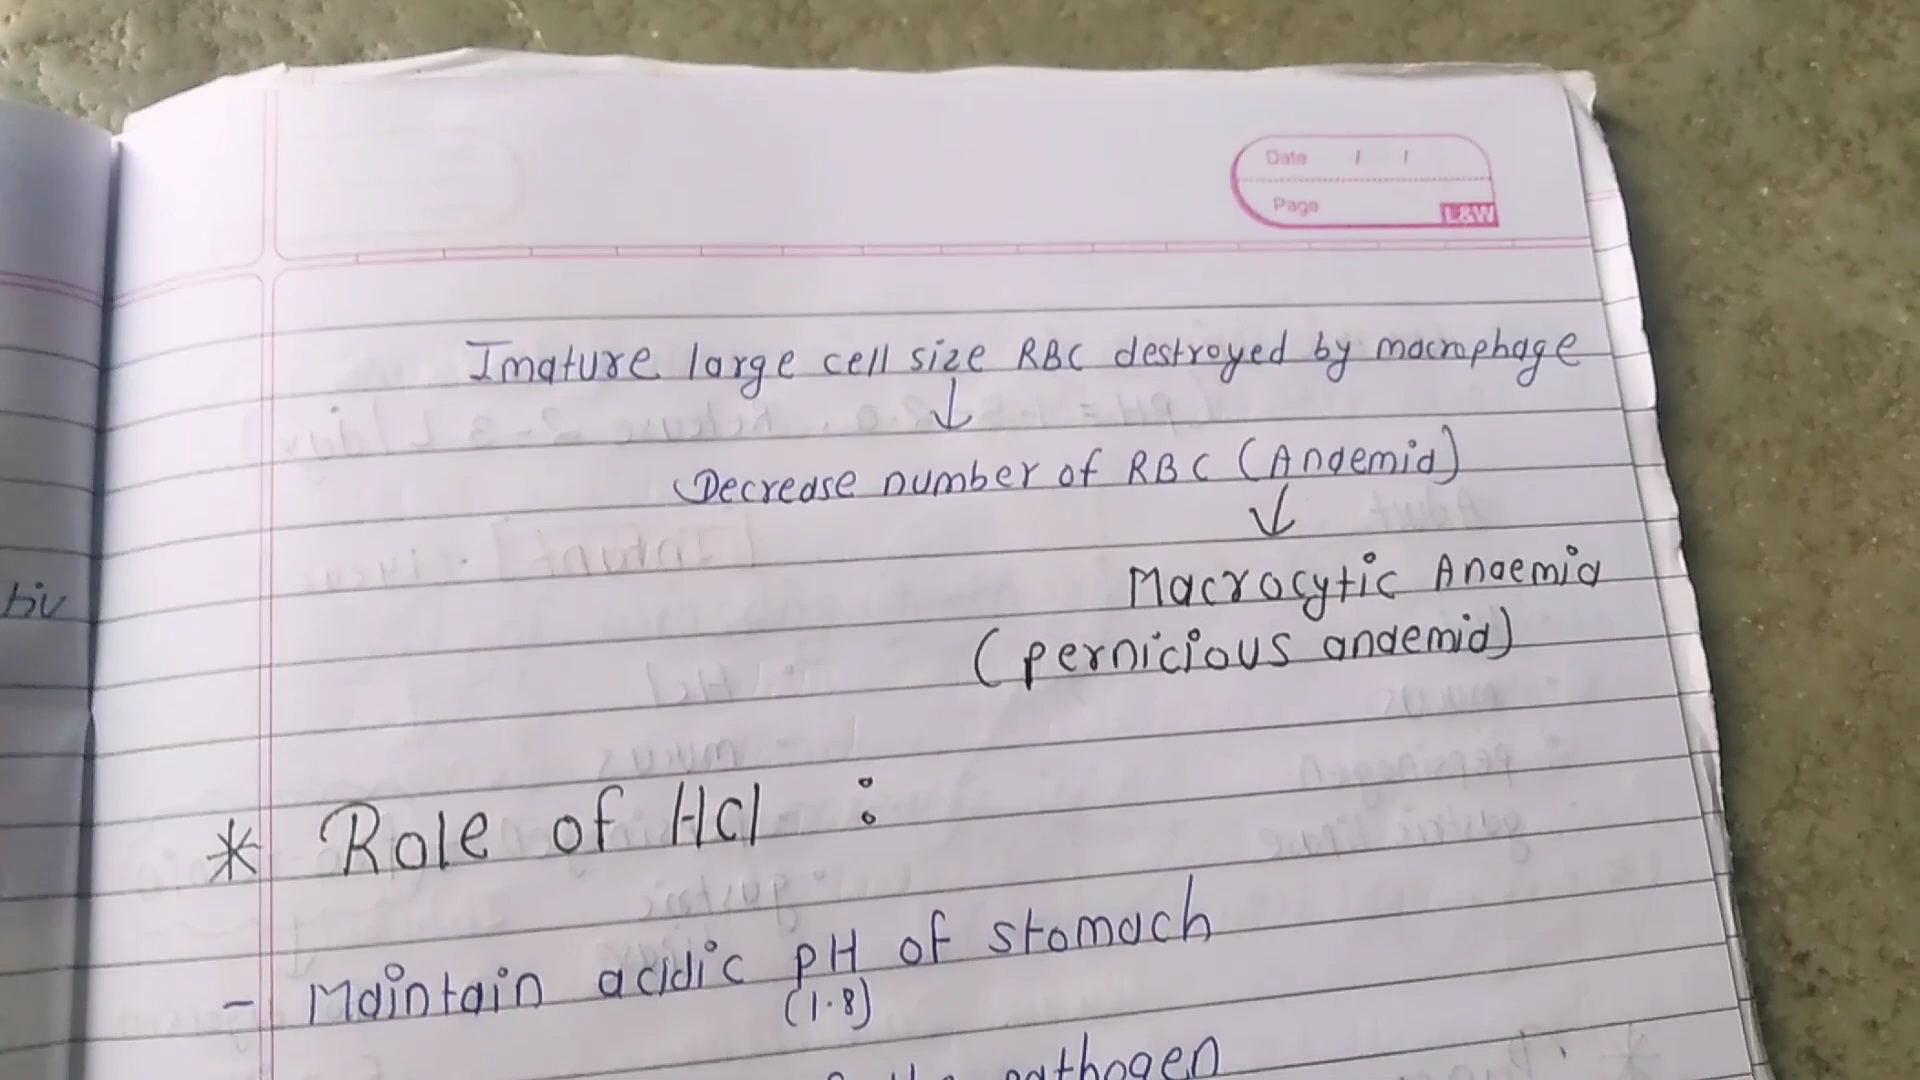 Date / /
Page
L&W
Imature large cell size RBC destroyed by macrophage
↓
Decrease number of RBC (Anaemia)
↓
Macrocytic Anaemia
(pernicious anaemia)
* Role of HCl :
- Maintain acidic pH of stomach
(1.8)
pathogen